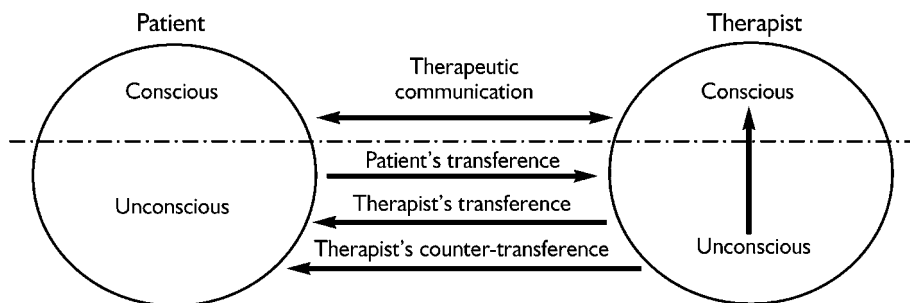 Patient
Therapist
Therapeutic
communication
Conscious
Conscious
Patient's transference
Unconscious
Therapist's transference
Unconscious
Therapist's counter-transference